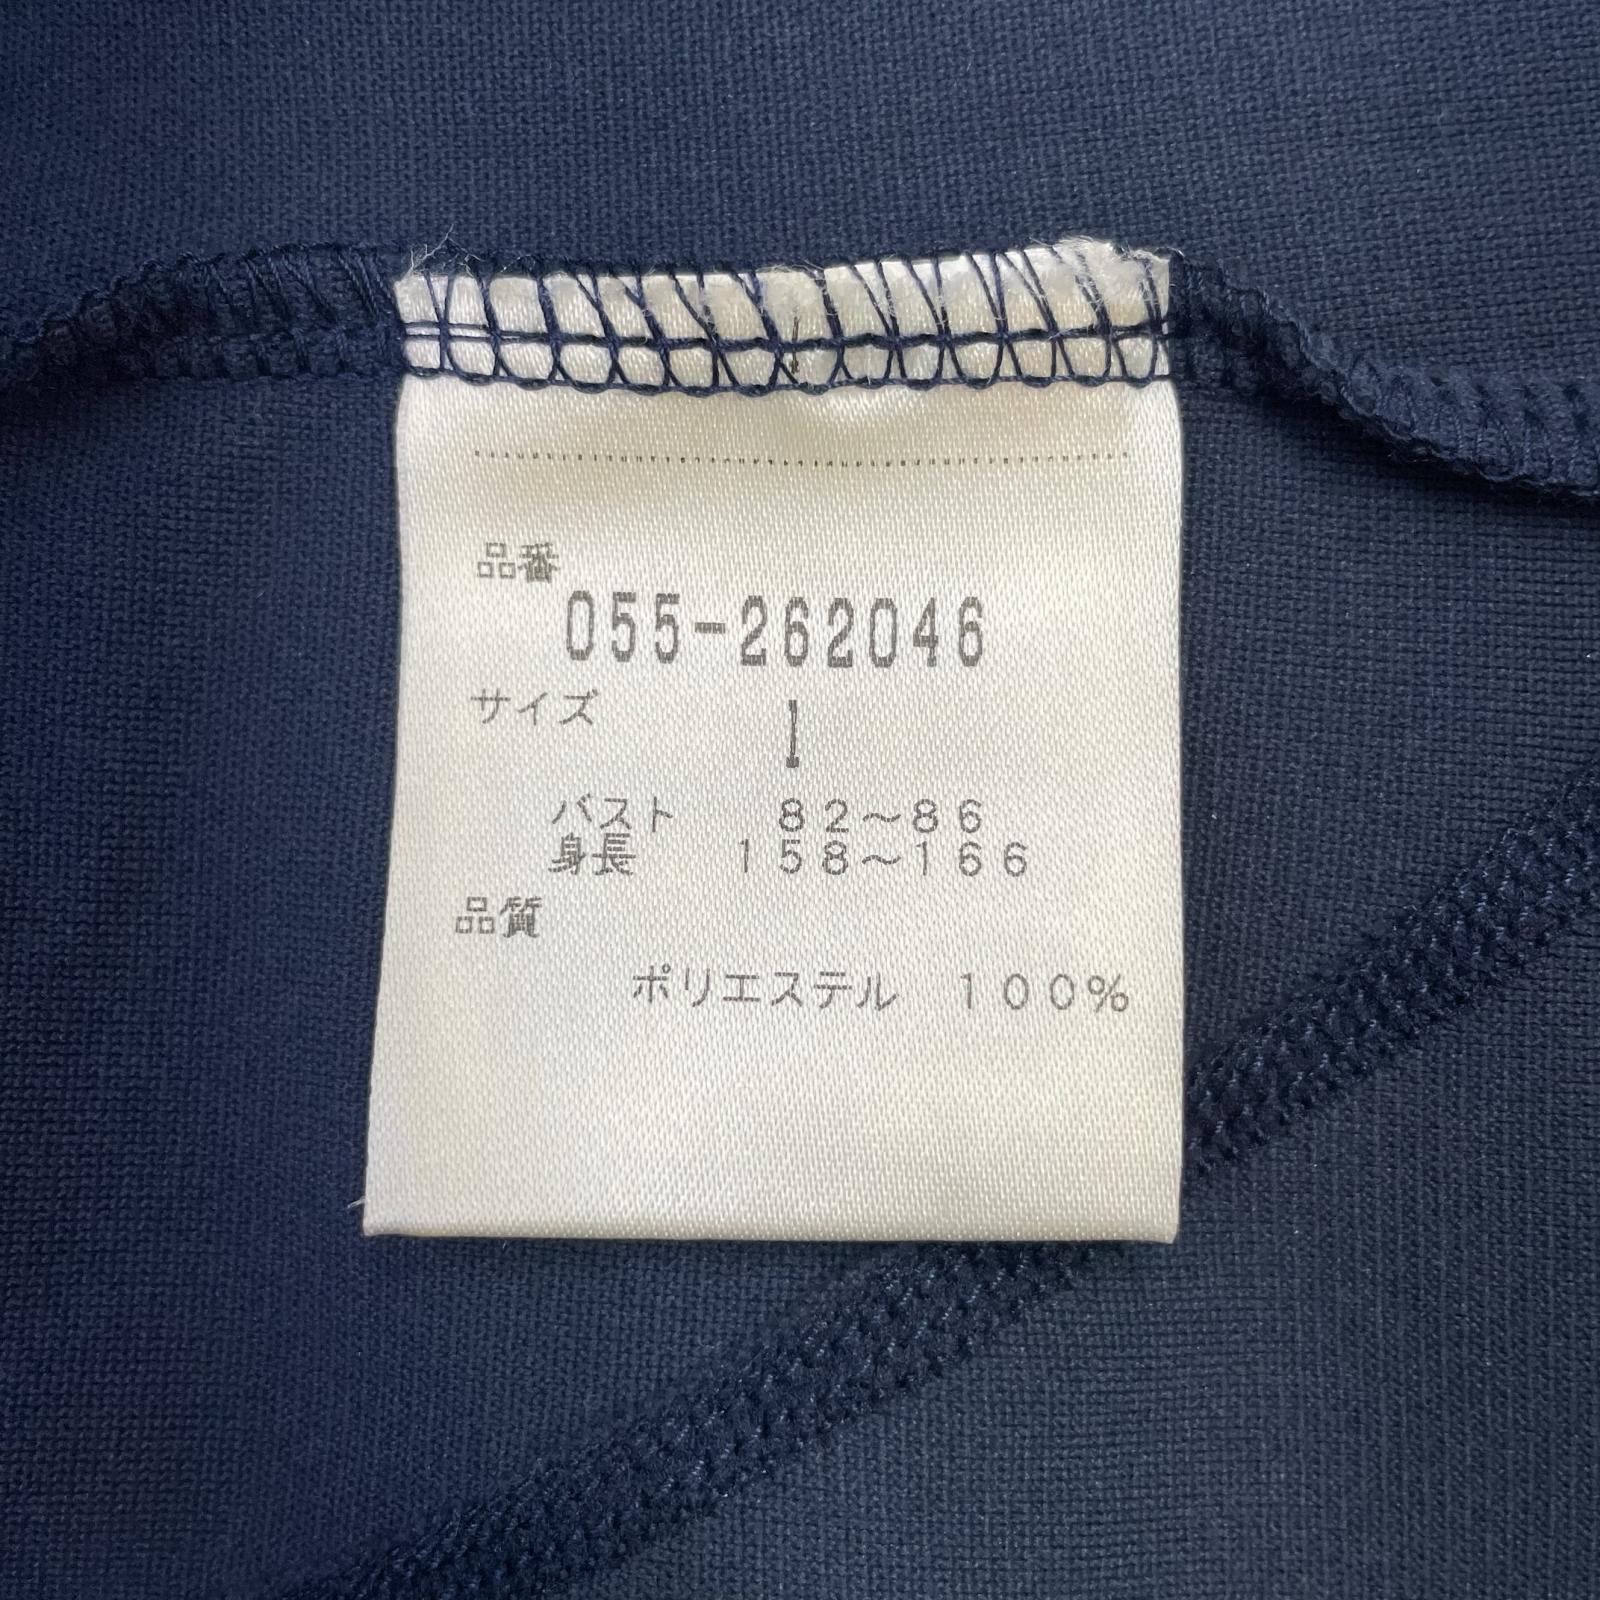 品番
055-262046
サイズ
1
バスト 82～86
身長 158～166
品質
ポリエステル 100%